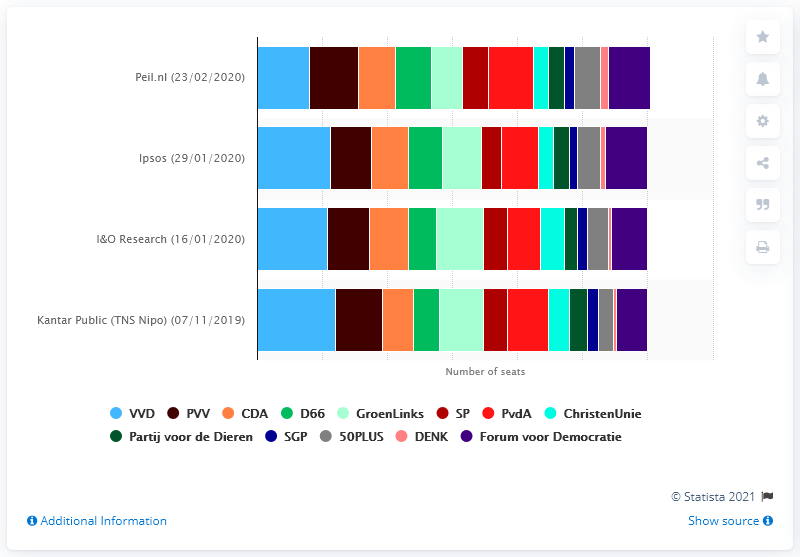 Peil.nl (23/02/2020)
Ipsos (29/01/2020)
I&O Research (16/01/2020)
Kantar Public (TNS Nipo) (07/11/2019)
Number of seats
VVD PVV CDA D66 GroenLinks SP PvdA ChristenUnie
Partij voor de Dieren SGP 50PLUS DENK Forum voor Democratie
© Statista 2021
Additional Information Show source